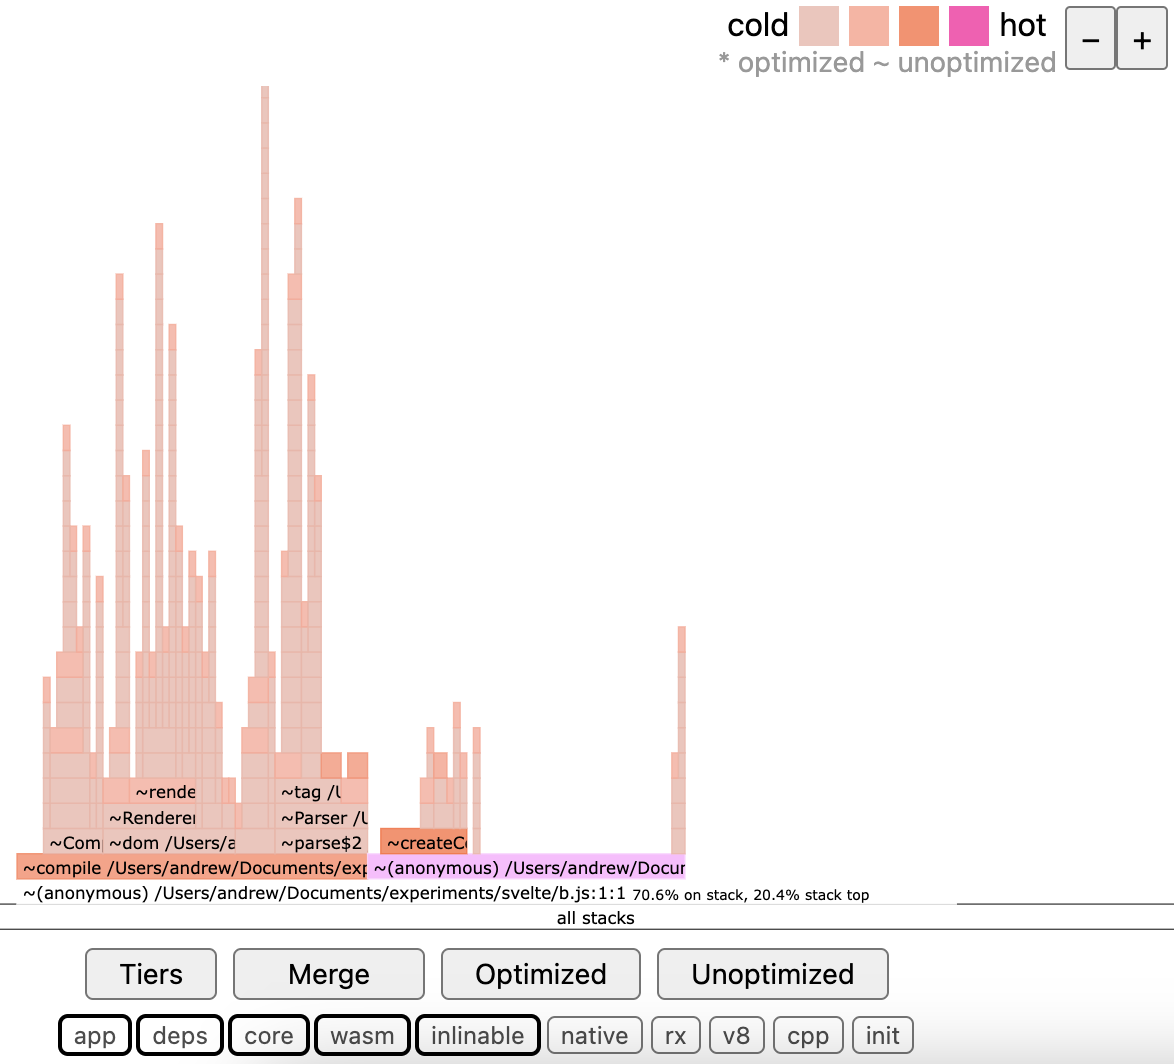 cold hot − +
* optimized ~ unoptimized
~rende ~tag /U
~Renderer ~Parser /U
~Com ~dom /Users/a ~parse$2 ~createCo
~compile /Users/andrew/Documents/exp ~(anonymous) /Users/andrew/Docum
~(anonymous) /Users/andrew/Documents/experiments/svelte/b.js:1:1 70.6% on stack, 20.4% stack top
all stacks
Tiers Merge Optimized Unoptimized
app deps core wasm inlinable native rx v8 cpp init